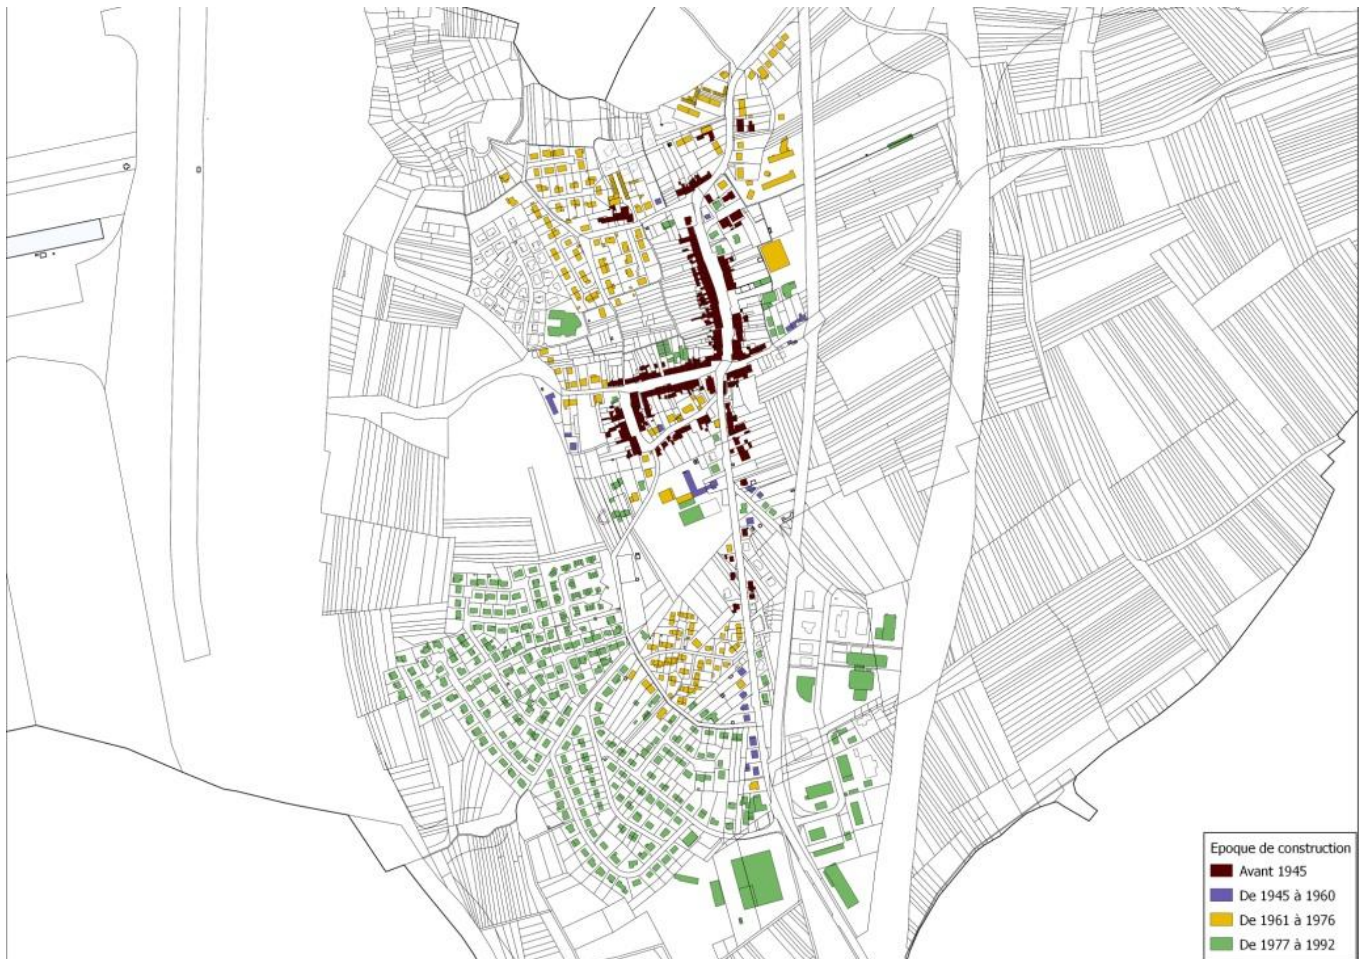 Epoque de construction
Avant 1945
De 1945 à 1960
De 1961 à 1976
De 1977 à 1992